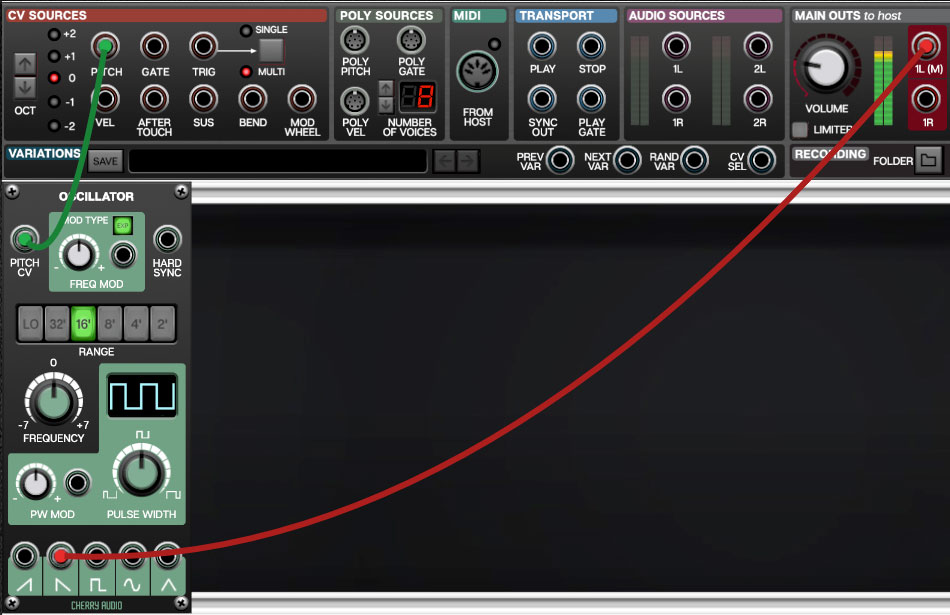 CV SOURCES
POLY SOURCES
MIDI
TRANSPORT
AUDIO SOURCES
MAIN OUTS to host
+2
+1
0
-1
-2
OCT
PITCH
GATE
TRIG
SINGLE
MULTI
VEL
AFTER
TOUCH
SUS
BEND
MOD
WHEEL
POLY
PITCH
POLY
GATE
POLY
VEL
8
NUMBER
OF VOICES
FROM
HOST
PLAY
STOP
SYNC
OUT
PLAY
GATE
1L
2L
1R
2R
VOLUME
LIMITER
1L (M)
1R
VARIATIONS
SAVE
PREV
VAR
NEXT
VAR
RAND
VAR
CV
SEL
RECORDING
FOLDER
OSCILLATOR
MOD TYPE
EXP
PITCH
CV
- +
FREQ MOD
HARD
SYNC
LO 32' 16' 8' 4' 2'
RANGE
0
-7 +7
FREQUENCY
- +
PW MOD
PULSE WIDTH
CHERRY AUDIO